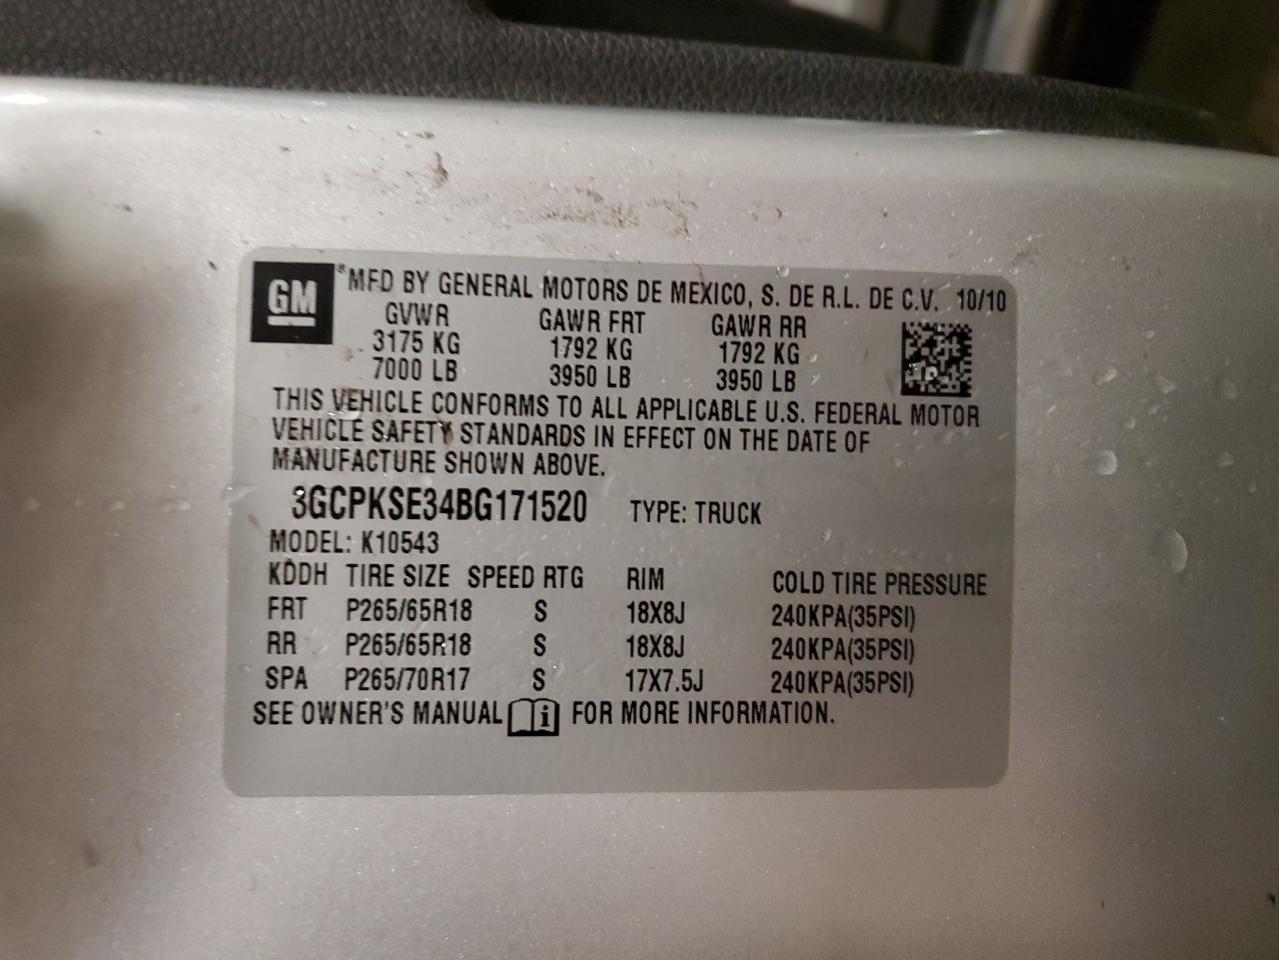 GM ® MFD BY GENERAL MOTORS DE MEXICO, S. DE R.L. DE C.V. 10/10
GVWR GAWR FRT GAWR RR
3175 KG 1792 KG 1792 KG
7000 LB 3950 LB 3950 LB
THIS VEHICLE CONFORMS TO ALL APPLICABLE U.S. FEDERAL MOTOR
VEHICLE SAFETY STANDARDS IN EFFECT ON THE DATE OF
MANUFACTURE SHOWN ABOVE.
3GCPKSE34BG171520 TYPE: TRUCK
MODEL: K10543
KDDH TIRE SIZE SPEED RTG RIM COLD TIRE PRESSURE
FRT P265/65R18 S 18X8J 240KPA(35PSI)
RR P265/65R18 S 18X8J 240KPA(35PSI)
SPA P265/70R17 S 17X7.5J 240KPA(35PSI)
SEE OWNER'S MANUAL i FOR MORE INFORMATION.